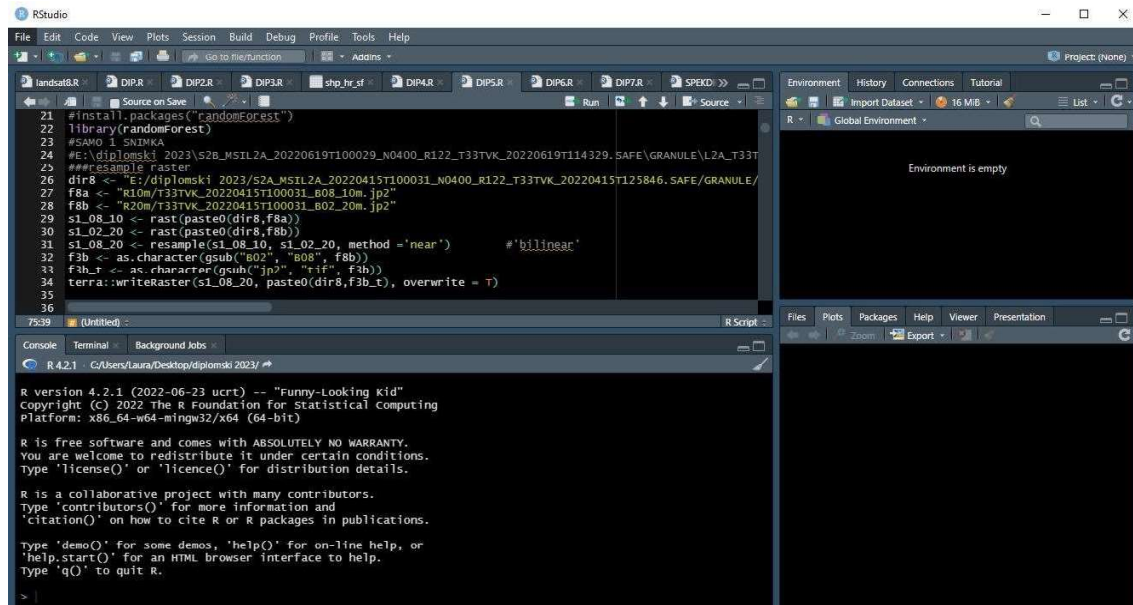 RStudio
File Edit Code View Plots Session Build Debug Profile Tools Help
Go to file/function Addins Project: (None)
landsat8.R DIP.R DIP2.R DIP3.R shp_hr_sf DIP4.R DIP5.R DIP6.R DIP7.R SPEKD
Source on Save Run Source
21 #install.packages("randomForest")
22 library(randomForest)
23 #SAMO 1 SNIMKA
24 #E:\diplomski 2023\S2B_MSIL2A_20220619T100029_N0400_R122_T33TVK_20220619T114329.SAFE\GRANULE\L2A_T33T
25 ###resample raster
26 dir8 <- "E:/diplomski 2023/S2A_MSIL2A_20220415T100031_N0400_R122_T33TVK_20220415T125846.SAFE/GRANULE/
27 f8a <- "R10m/T33TVK_20220415T100031_B08_10m.jp2"
28 f8b <- "R20m/T33TVK_20220415T100031_B02_20m.jp2"
29 s1_08_10 <- rast(paste0(dir8,f8a))
30 s1_02_20 <- rast(paste0(dir8,f8b))
31 s1_08_20 <- resample(s1_08_10, s1_02_20, method ='near') #'bilinear'
32 f3b <- as.character(gsub("B02", "B08", f8b))
33 f3b_t <- as.character(gsub("jp2", "tif", f3b))
34 terra::writeRaster(s1_08_20, paste0(dir8,f3b_t), overwrite = T)
35
36
75:39 (Untitled) R Script
Console Terminal Background Jobs
R 4.2.1 · C:/Users/Laura/Desktop/diplomski 2023/
R version 4.2.1 (2022-06-23 ucrt) -- "Funny-Looking Kid"
Copyright (C) 2022 The R Foundation for Statistical Computing
Platform: x86_64-w64-mingw32/x64 (64-bit)
R is free software and comes with ABSOLUTELY NO WARRANTY.
You are welcome to redistribute it under certain conditions.
Type 'license()' or 'licence()' for distribution details.
R is a collaborative project with many contributors.
Type 'contributors()' for more information and
'citation()' on how to cite R or R packages in publications.
Type 'demo()' for some demos, 'help()' for on-line help, or
'help.start()' for an HTML browser interface to help.
Type 'q()' to quit R.
>
Environment History Connections Tutorial
Import Dataset 16 MiB List
R Global Environment
Environment is empty
Files Plots Packages Help Viewer Presentation
Zoom Export